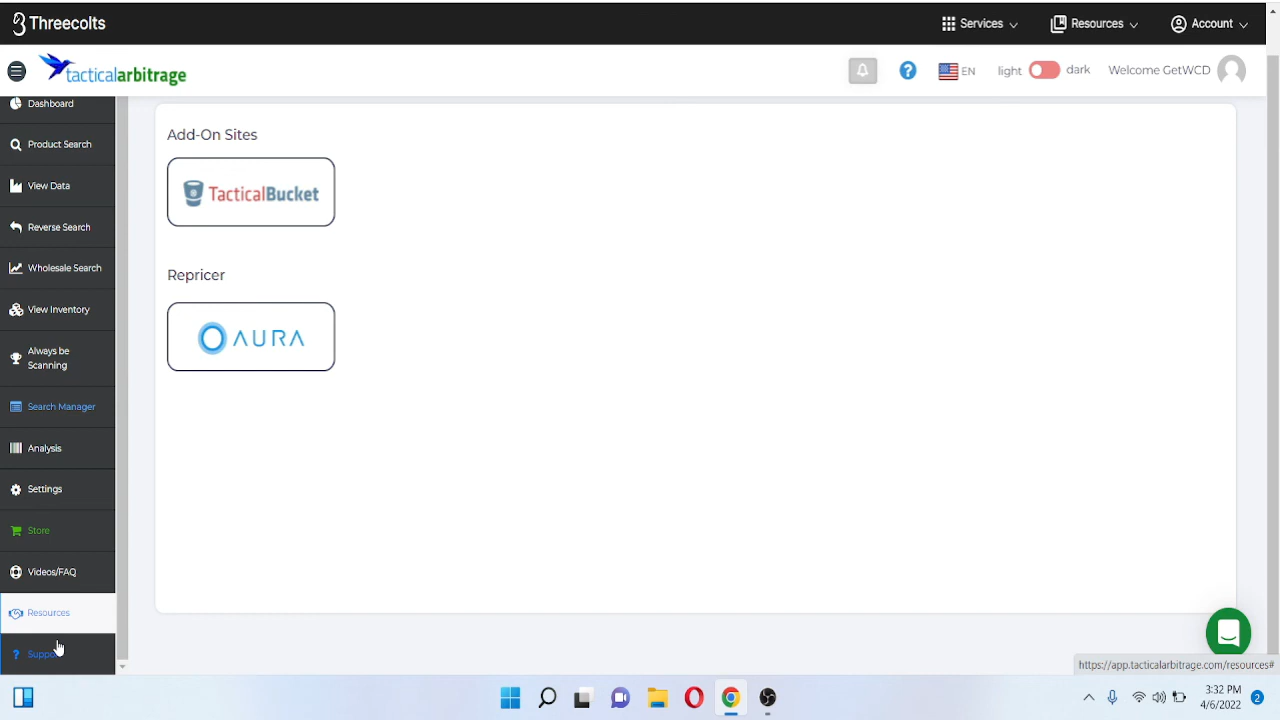 Threecolts
Services
Resources
Account
tacticalarbitrage
EN
light
dark
Welcome GetWCD
Dashboard
Product Search
View Data
Reverse Search
Wholesale Search
View Inventory
Always be
Scanning
Search Manager
Analysis
Settings
Store
Videos/FAQ
Resources
Support
Add-On Sites
TacticalBucket
Repricer
AURA
https://app.tacticalarbitrage.com/resources#
3:32 PM
4/6/2022
2